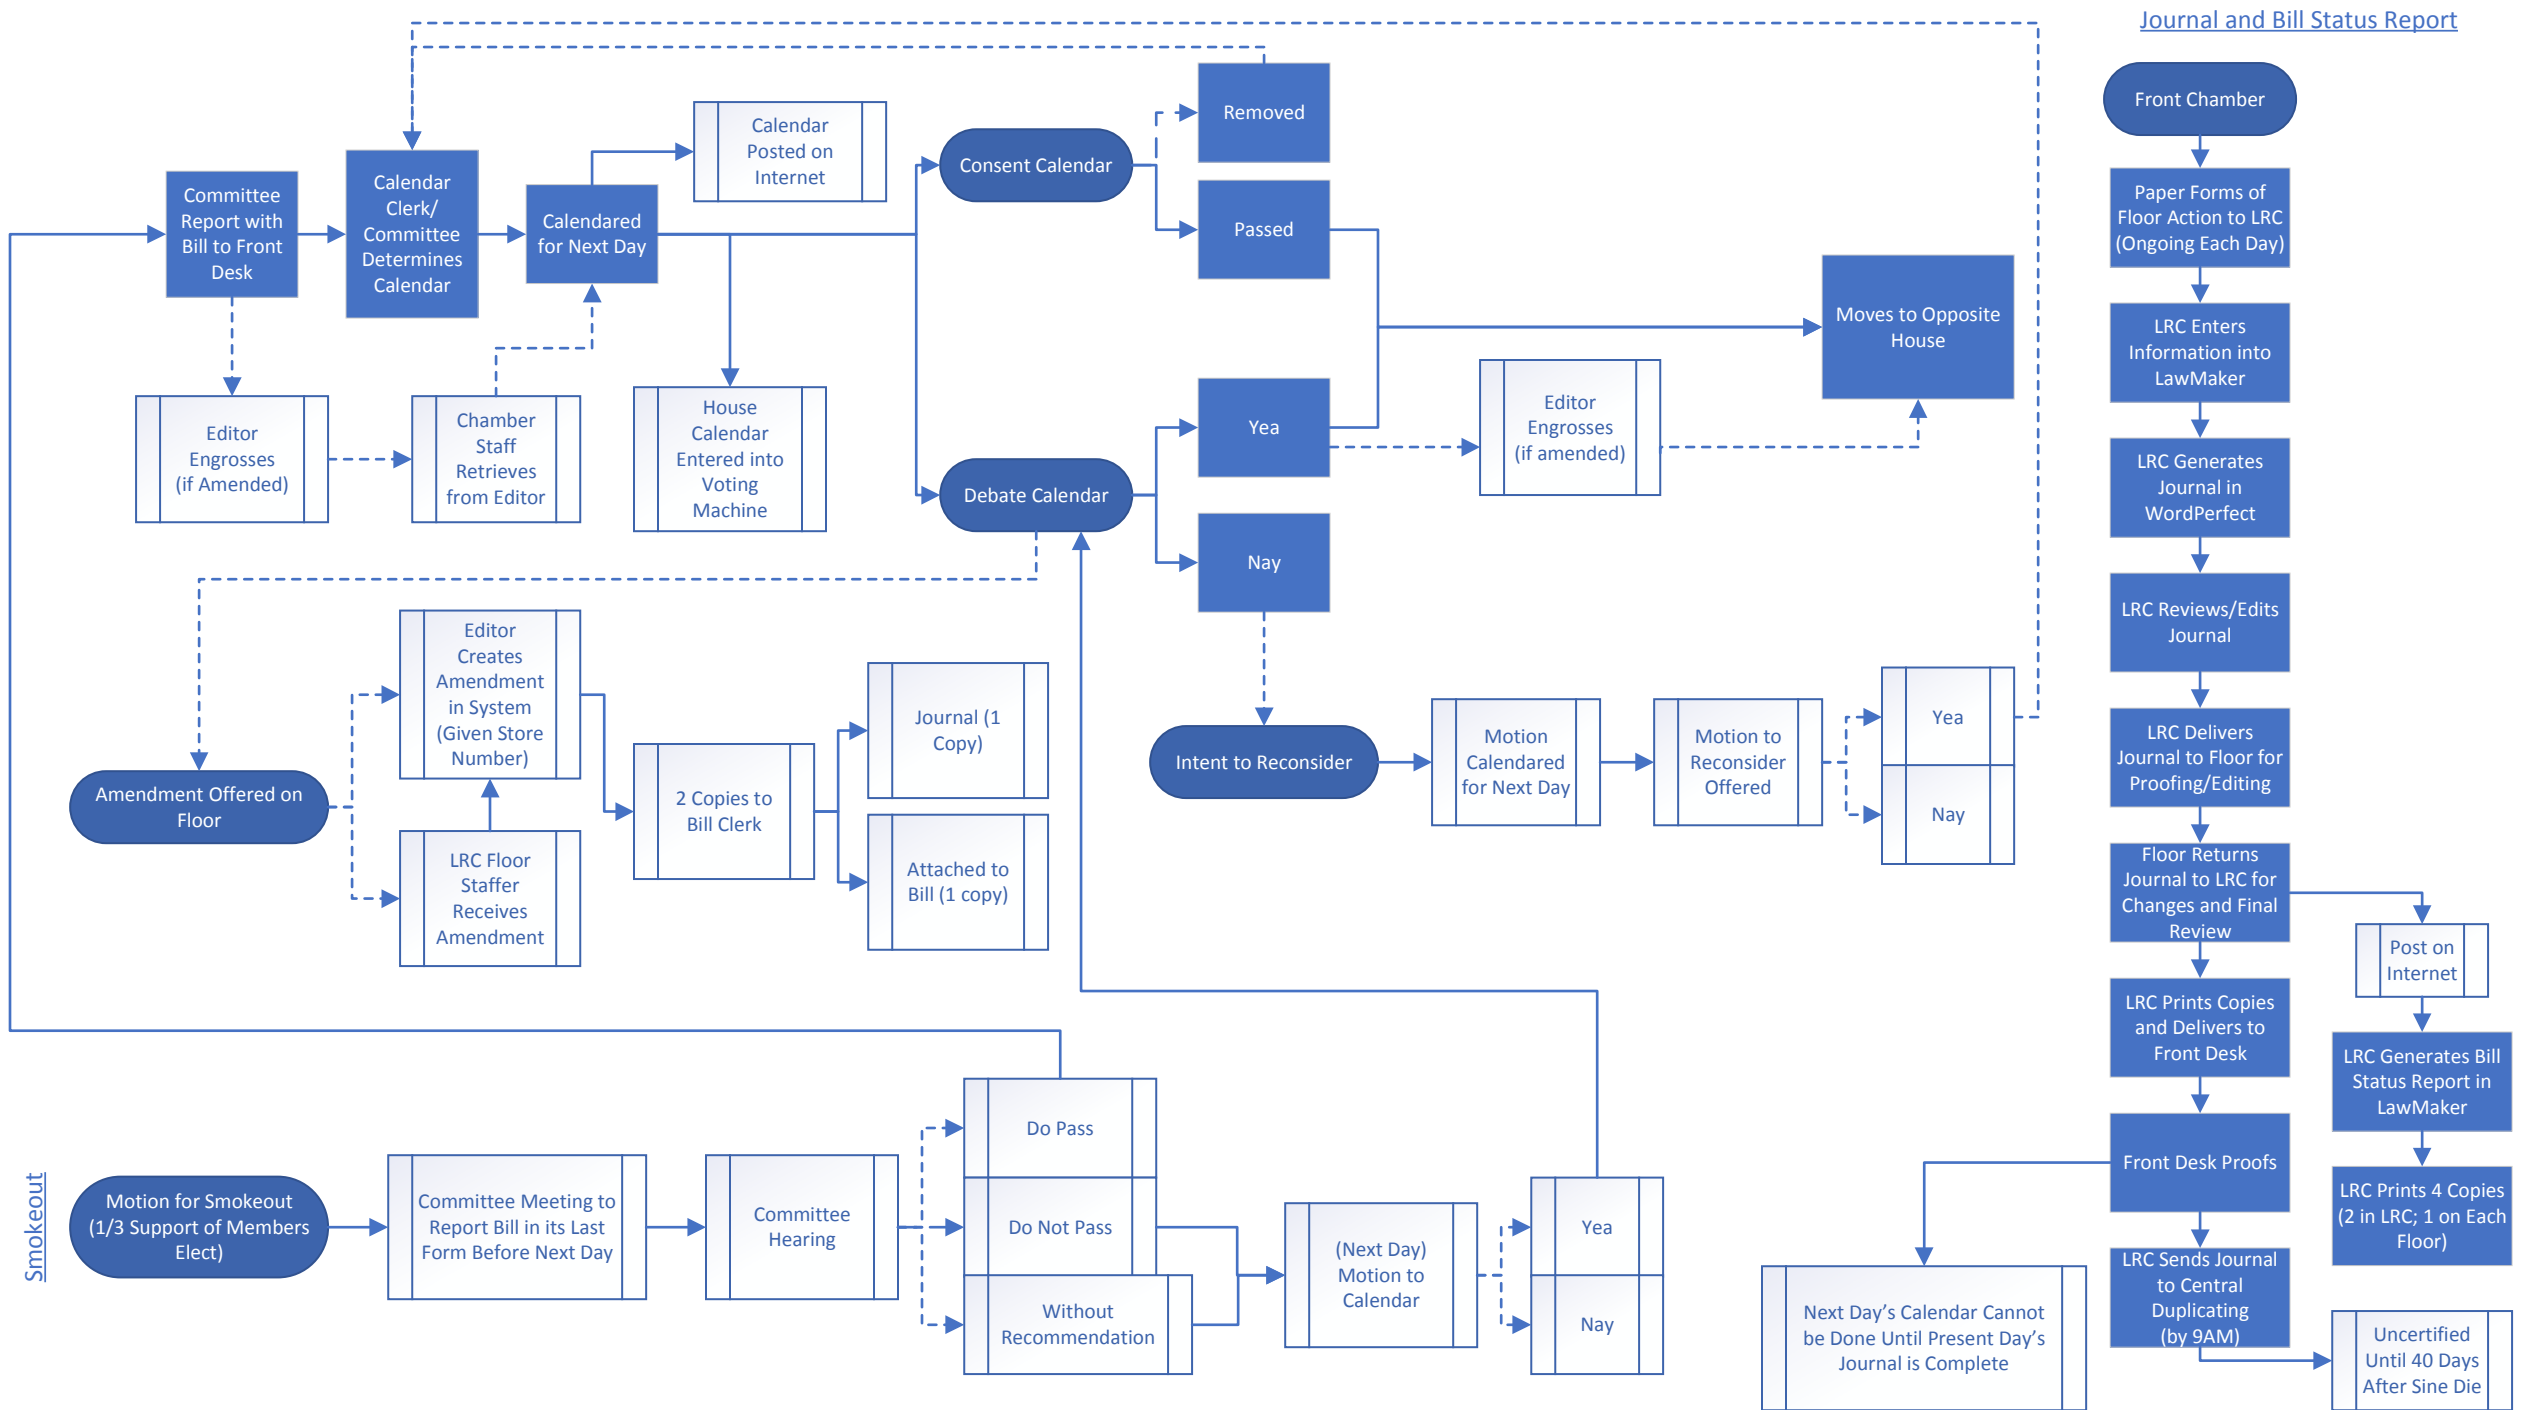 Journal and Bill Status Report
Committee
Report with
Bill to Front
Desk
Calendar
Clerk/
Committee
Determines
Calendar
Calendared
for Next Day
Calendar
Posted on
Internet
Consent Calendar
Removed
Passed
Moves to Opposite
House
Editor
Engrosses
(if Amended)
Chamber
Staff
Retrieves
from Editor
House
Calendar
Entered into
Voting
Machine
Debate Calendar
Yea
Nay
Editor
Engrosses
(if amended)
Amendment Offered on
Floor
Editor
Creates
Amendment
in System
(Given Store
Number)
LRC Floor
Staffer
Receives
Amendment
2 Copies to
Bill Clerk
Journal (1
Copy)
Attached to
Bill (1 copy)
Intent to Reconsider
Motion
Calendared
for Next Day
Motion to
Reconsider
Offered
Yea
Nay
Smokeout
Motion for Smokeout
(1/3 Support of Members
Elect)
Committee Meeting to
Report Bill in its Last
Form Before Next Day
Committee
Hearing
Do Pass
Do Not Pass
Without
Recommendation
(Next Day)
Motion to
Calendar
Yea
Nay
Front Chamber
Paper Forms of
Floor Action to LRC
(Ongoing Each Day)
LRC Enters
Information into
LawMaker
LRC Generates
Journal in
WordPerfect
LRC Reviews/Edits
Journal
LRC Delivers
Journal to Floor for
Proofing/Editing
Floor Returns
Journal to LRC for
Changes and Final
Review
Post on
Internet
LRC Prints Copies
and Delivers to
Front Desk
LRC Generates Bill
Status Report in
LawMaker
Front Desk Proofs
LRC Prints 4 Copies
(2 in LRC; 1 on Each
Floor)
LRC Sends Journal
to Central
Duplicating
(by 9AM)
Next Day's Calendar Cannot
be Done Until Present Day's
Journal is Complete
Uncertified
Until 40 Days
After Sine Die